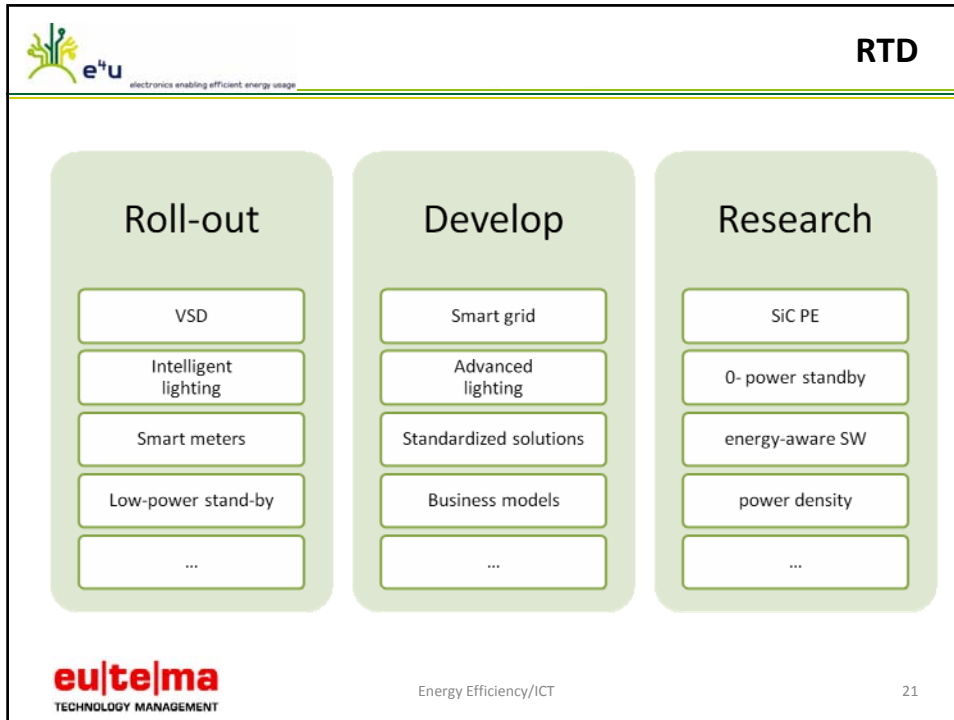 e4u
electronics enabling efficient energy usage
RTD
Roll-out
VSD
Intelligent
lighting
Smart meters
Low-power stand-by
...
Develop
Smart grid
Advanced
lighting
Standardized solutions
Business models
...
Research
SiC PE
0- power standby
energy-aware SW
power density
...
eu|te|ma
TECHNOLOGY MANAGEMENT
Energy Efficiency/ICT
21